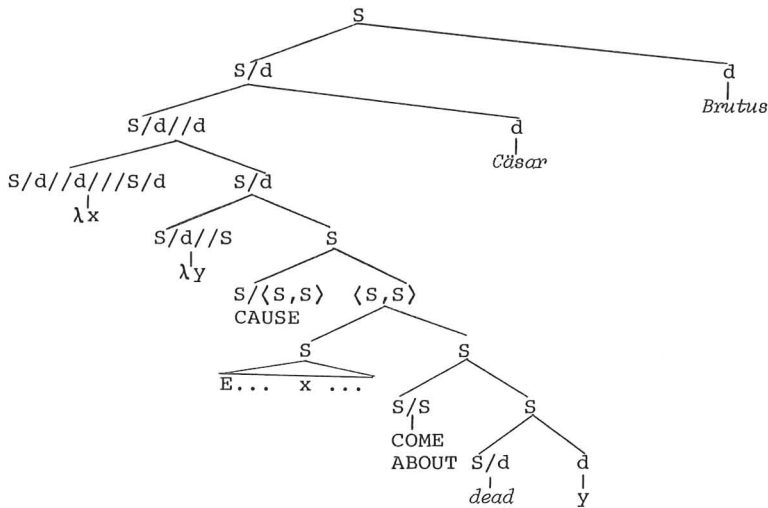 S
S/d d
Brutus
S/d//d d
Cäsar
S/d//d///S/d S/d
λx
S/d//S S
λy
S/⟨S,S⟩ ⟨S,S⟩
CAUSE
S S
E... x ...
S/S S
COME
ABOUT S/d d
dead y